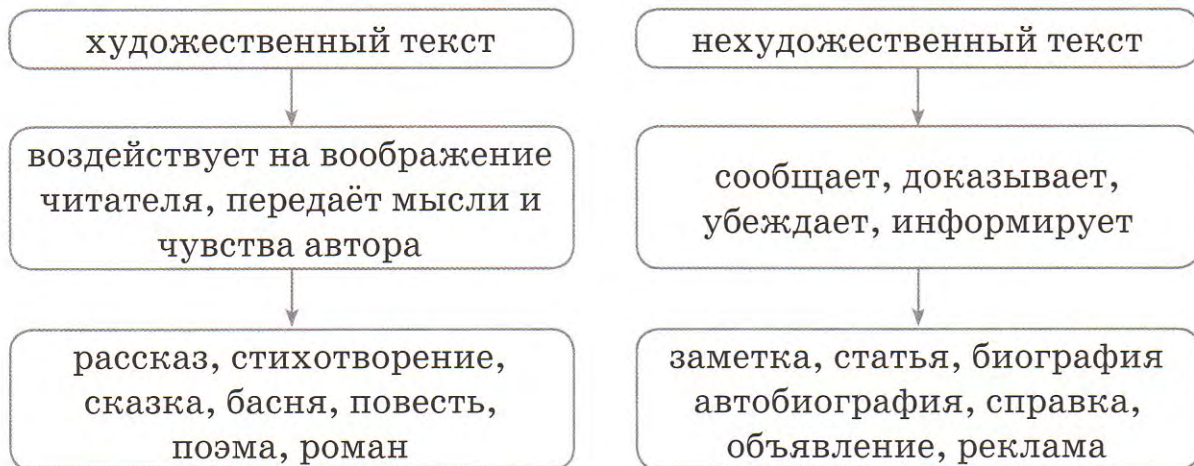 художественный текст
воздействует на воображение
читателя, передаёт мысли и
чувства автора
рассказ, стихотворение,
сказка, басня, повесть,
поэма, роман
нехудожественный текст
сообщает, доказывает,
убеждает, информирует
заметка, статья, биография
автобиография, справка,
объявление, реклама